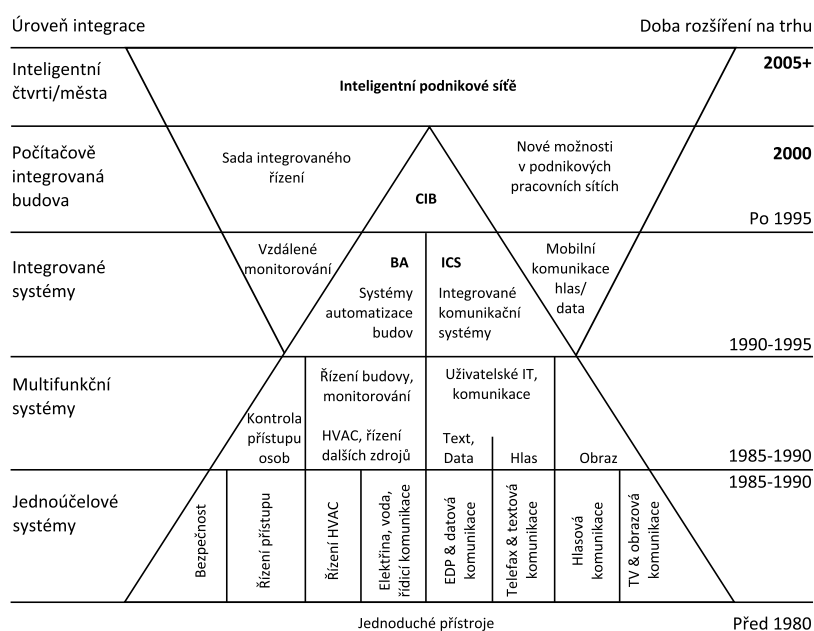 Úroveň integrace
Doba rozšíření na trhu
Inteligentní
čtvrti/města
Inteligentní podnikové síťě
2005+
Počítačově
integrovaná
budova
Sada integrovaného
řízení
CIB
Nové možnosti
v podnikových
pracovních sítích
2000
Po 1995
Integrované
systémy
Vzdálené
monitorování
BA
Systémy
automatizace
budov
ICS
Integrované
komunikační
systémy
Mobilní
komunikace
hlas/
data
1990-1995
Multifunkční
systémy
Kontrola
přístupu
osob
Řízení budovy,
monitorování
HVAC, řízení
dalších zdrojů
Uživatelské IT,
komunikace
Text,
Data
Hlas
Obraz
1985-1990
1985-1990
Jednoúčelové
systémy
Bezpečnost
Řízení přístupu
Řízení HVAC
Elektřina, voda,
řídicí komunikace
EDP & datová
komunikace
Telefax & textová
komunikace
Hlasová
komunikace
TV & obrazová
komunikace
Jednoduché přístroje
Před 1980